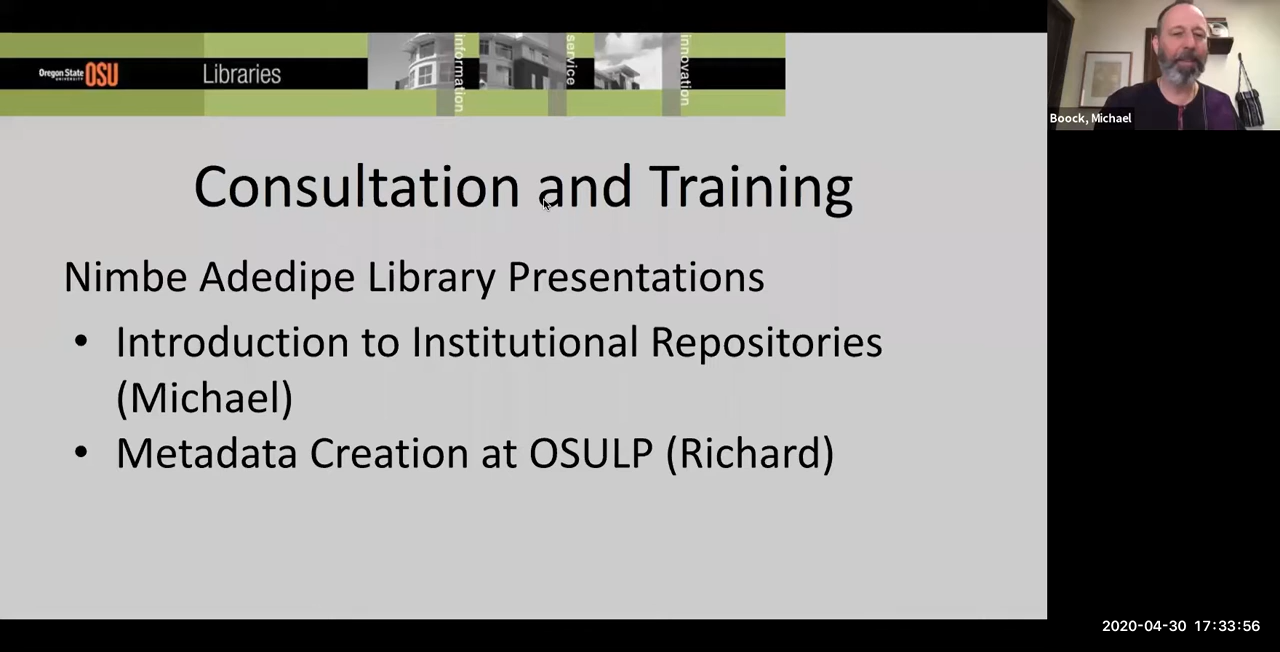 Oregon State
UNIVERSITY
OSU
Libraries
information
service
innovation
Boock, Michael
Consultation and Training
Nimbe Adedipe Library Presentations
• Introduction to Institutional Repositories
(Michael)
• Metadata Creation at OSULP (Richard)
2020-04-30 17:33:56